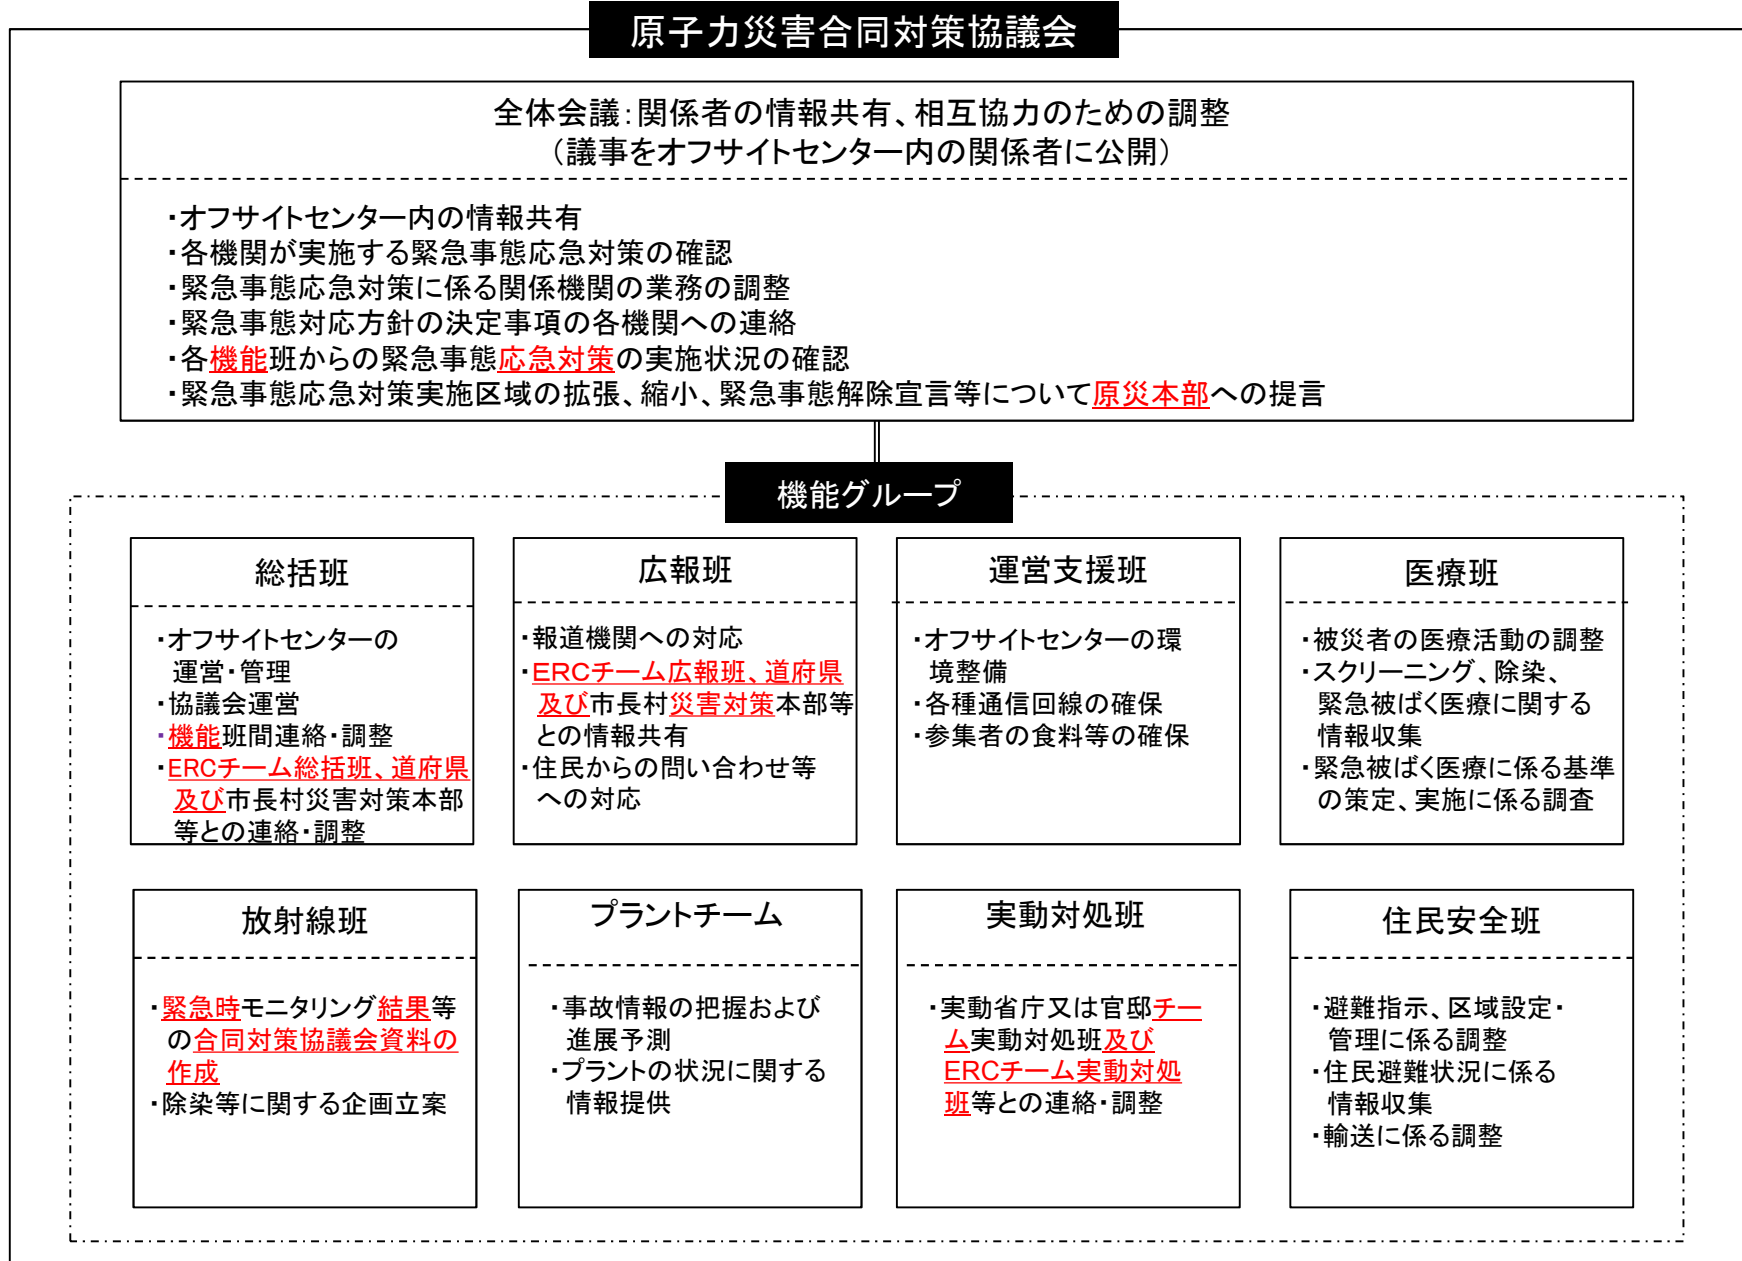 原子力災害合同対策協議会
全体会議：関係者の情報共有、相互協力のための調整
（議事をオフサイトセンター内の関係者に公開）
・オフサイトセンター内の情報共有
・各機関が実施する緊急事態応急対策の確認
・緊急事態応急対策に係る関係機関の業務の調整
・緊急事態対応方針の決定事項の各機関への連絡
・各機能班からの緊急事態応急対策の実施状況の確認
・緊急事態応急対策実施区域の拡張、縮小、緊急事態解除宣言等について原災本部への提言
機能グループ
総括班
・オフサイトセンターの
運営・管理
・協議会運営
・機能班間連絡・調整
・ERCチーム総括班、道府県
及び市長村災害対策本部
等との連絡・調整
広報班
・報道機関への対応
・ERCチーム広報班、道府県
及び市長村災害対策本部等
との情報共有
・住民からの問い合わせ等
への対応
運営支援班
・オフサイトセンターの環
境整備
・各種通信回線の確保
・参集者の食料等の確保
医療班
・被災者の医療活動の調整
・スクリーニング、除染、
緊急被ばく医療に関する
情報収集
・緊急被ばく医療に係る基準
の策定、実施に係る調査
放射線班
・緊急時モニタリング結果等
の合同対策協議会資料の
作成
・除染等に関する企画立案
プラントチーム
・事故情報の把握および
進展予測
・プラントの状況に関する
情報提供
実動対処班
・実動省庁又は官邸チー
ム実動対処班及び
ERCチーム実動対処
班等との連絡・調整
住民安全班
・避難指示、区域設定・
管理に係る調整
・住民避難状況に係る
情報収集
・輸送に係る調整